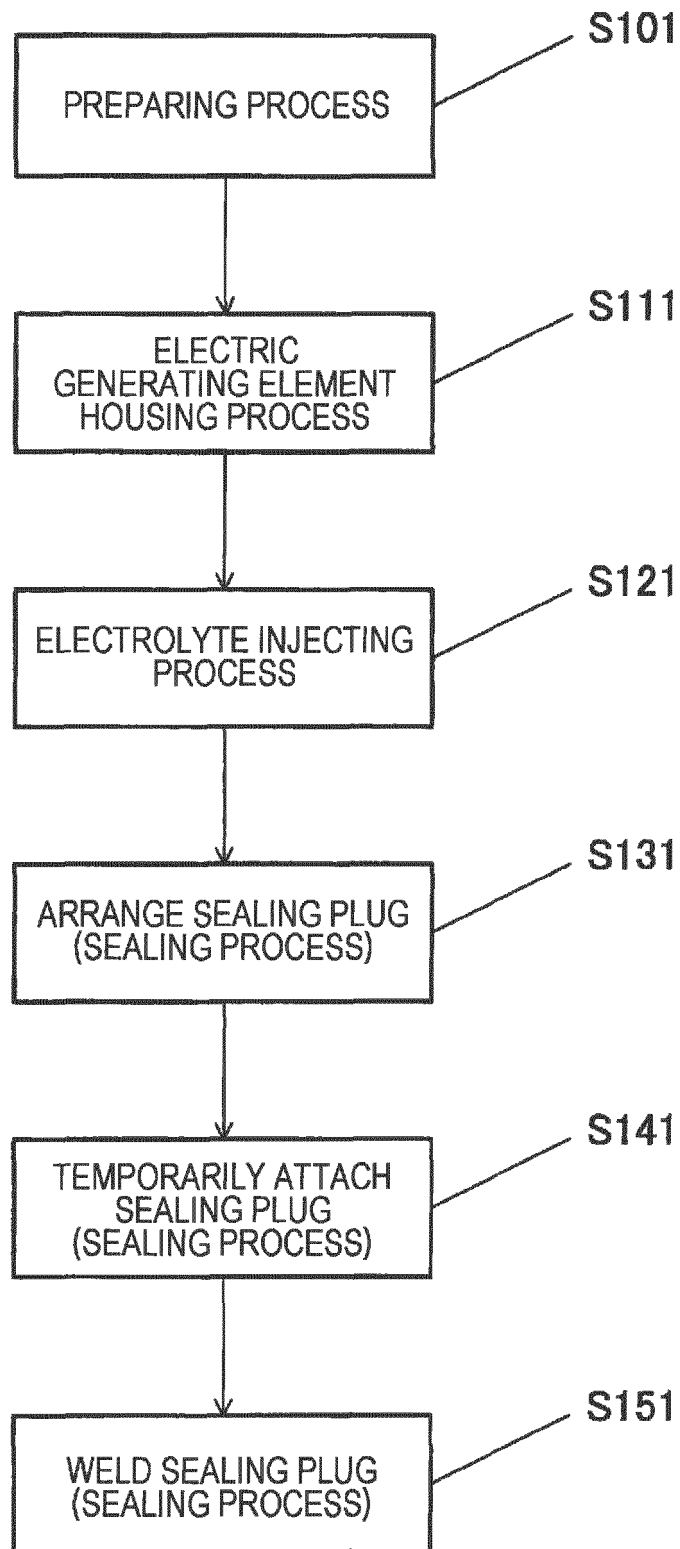 S101
PREPARING PROCESS
S111
ELECTRIC
GENERATING ELEMENT
HOUSING PROCESS
S121
ELECTROLYTE INJECTING
PROCESS
S131
ARRANGE SEALING PLUG
(SEALING PROCESS)
S141
TEMPORARILY ATTACH
SEALING PLUG
(SEALING PROCESS)
S151
WELD SEALING PLUG
(SEALING PROCESS)